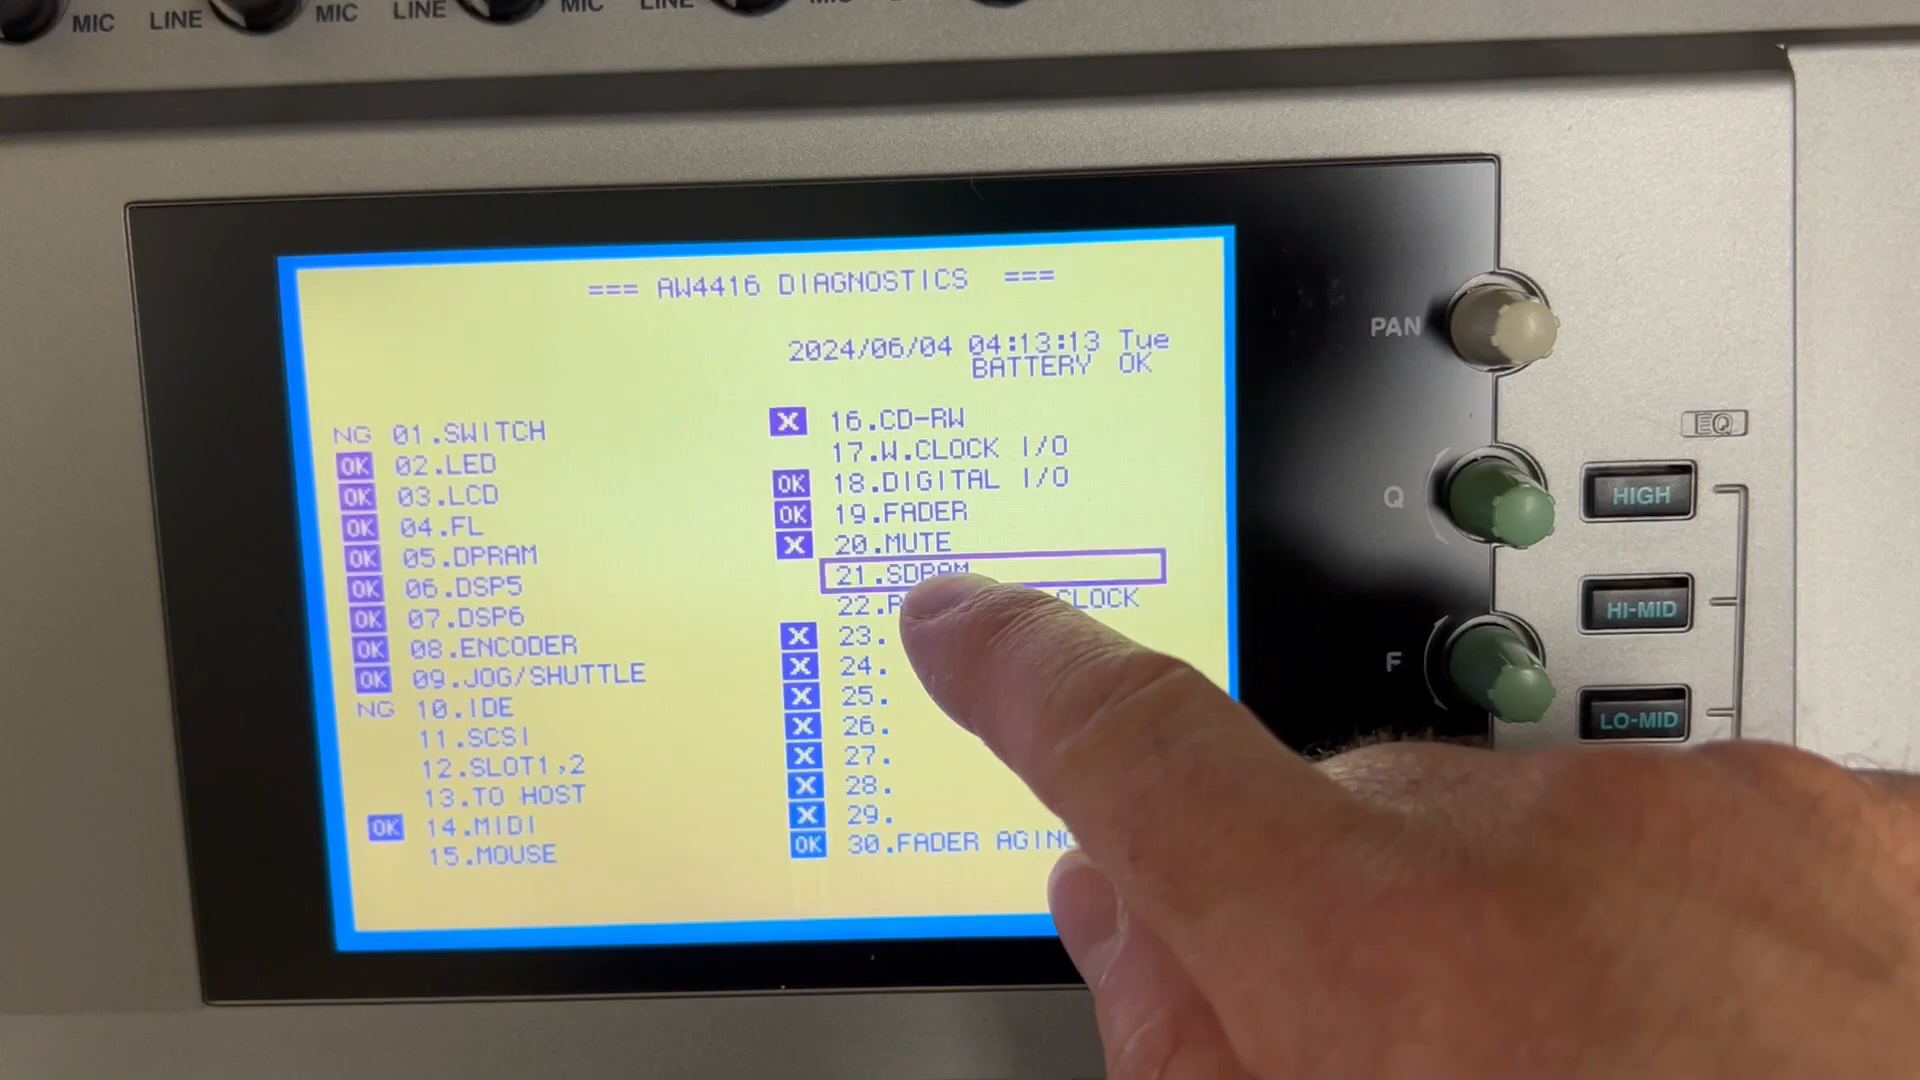 MIC LINE MIC LINE MIC LINE
=== AW4416 DIAGNOSTICS ===
2024/06/04 04:13:13 Tue
BATTERY OK
NG 01.SWITCH
OK 02.LED
OK 03.LCD
OK 04.FL
OK 05.DPRAM
OK 06.DSP5
OK 07.DSP6
OK 08.ENCODER
OK 09.JOG/SHUTTLE
NG 10.IDE
11.SCSI
12.SLOT1,2
13.TO HOST
OK 14.MIDI
15.MOUSE
X 16.CD-RW
17.W.CLOCK I/O
OK 18.DIGITAL I/O
OK 19.FADER
X 20.MUTE
21.SDRAM
22. CLOCK
X 23.
X 24.
X 25.
X 26.
X 27.
X 28.
X 29.
OK 30.FADER AGING
PAN
EQ
Q
HIGH
HI-MID
F
LO-MID